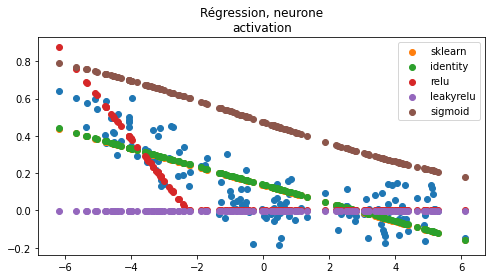 Régression, neurone
activation
sklearn
identity
relu
leakyrelu
sigmoid
0.8
0.6
0.4
0.2
0.0
−0.2
−6
−4
−2
0
2
4
6